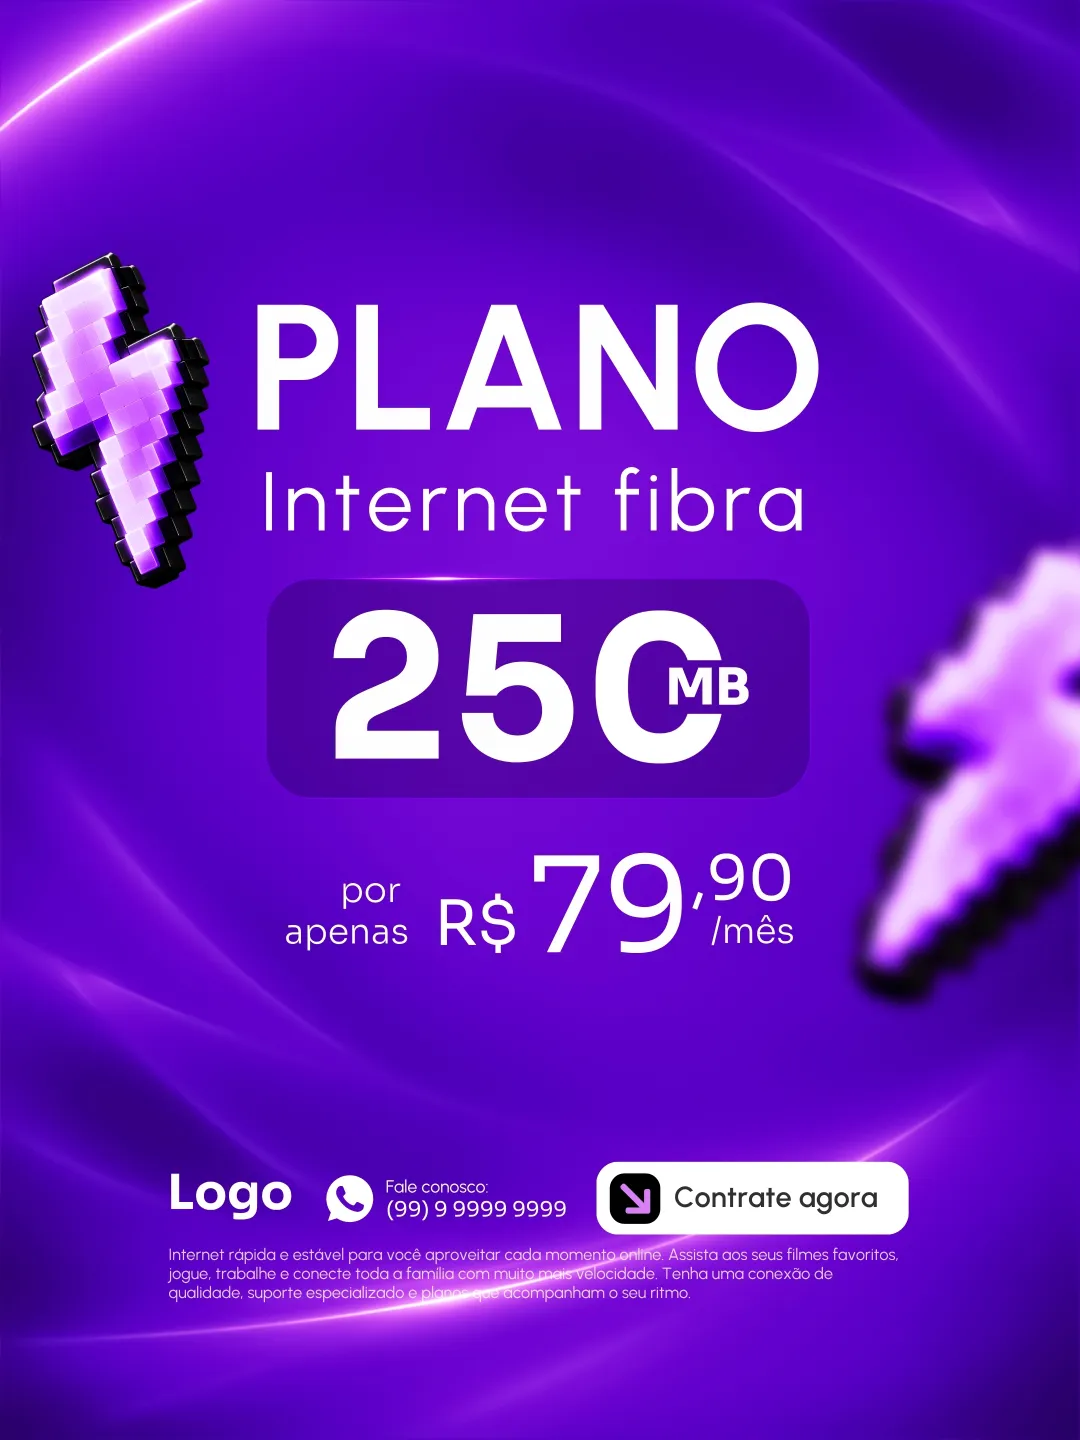 PLANO
Internet fibra
250 MB
por apenas R$ 79,90 /mês
Logo
Fale conosco:
(99) 9 9999 9999
Contrate agora
Internet rápida e estável para você aproveitar cada momento online. Assista aos seus filmes favoritos,
jogue, trabalhe e conecte toda a família com muito mais velocidade. Tenha uma conexão de
qualidade, suporte especializado e planos que acompanham o seu ritmo.